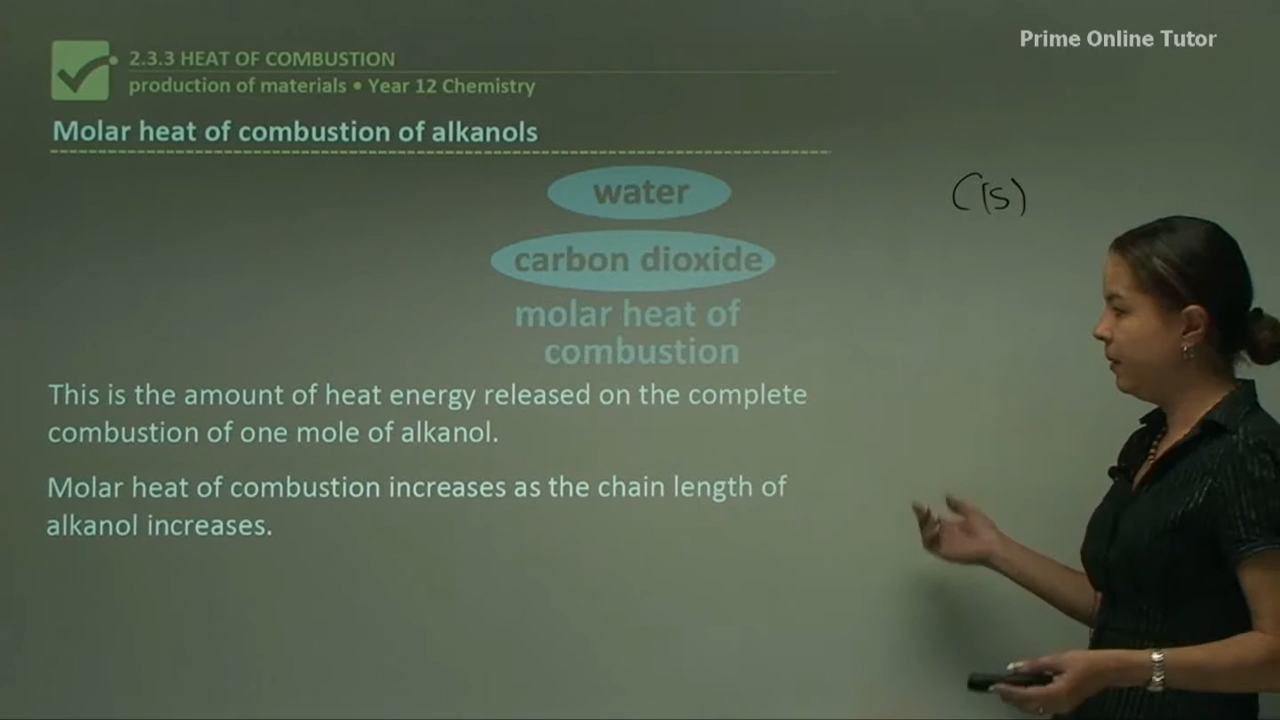 Prime Online Tutor
2.3.3 HEAT OF COMBUSTION
production of materials • Year 12 Chemistry
Molar heat of combustion of alkanols
water
C(s)
carbon dioxide
molar heat of
combustion
This is the amount of heat energy released on the complete
combustion of one mole of alkanol.
Molar heat of combustion increases as the chain length of
alkanol increases.